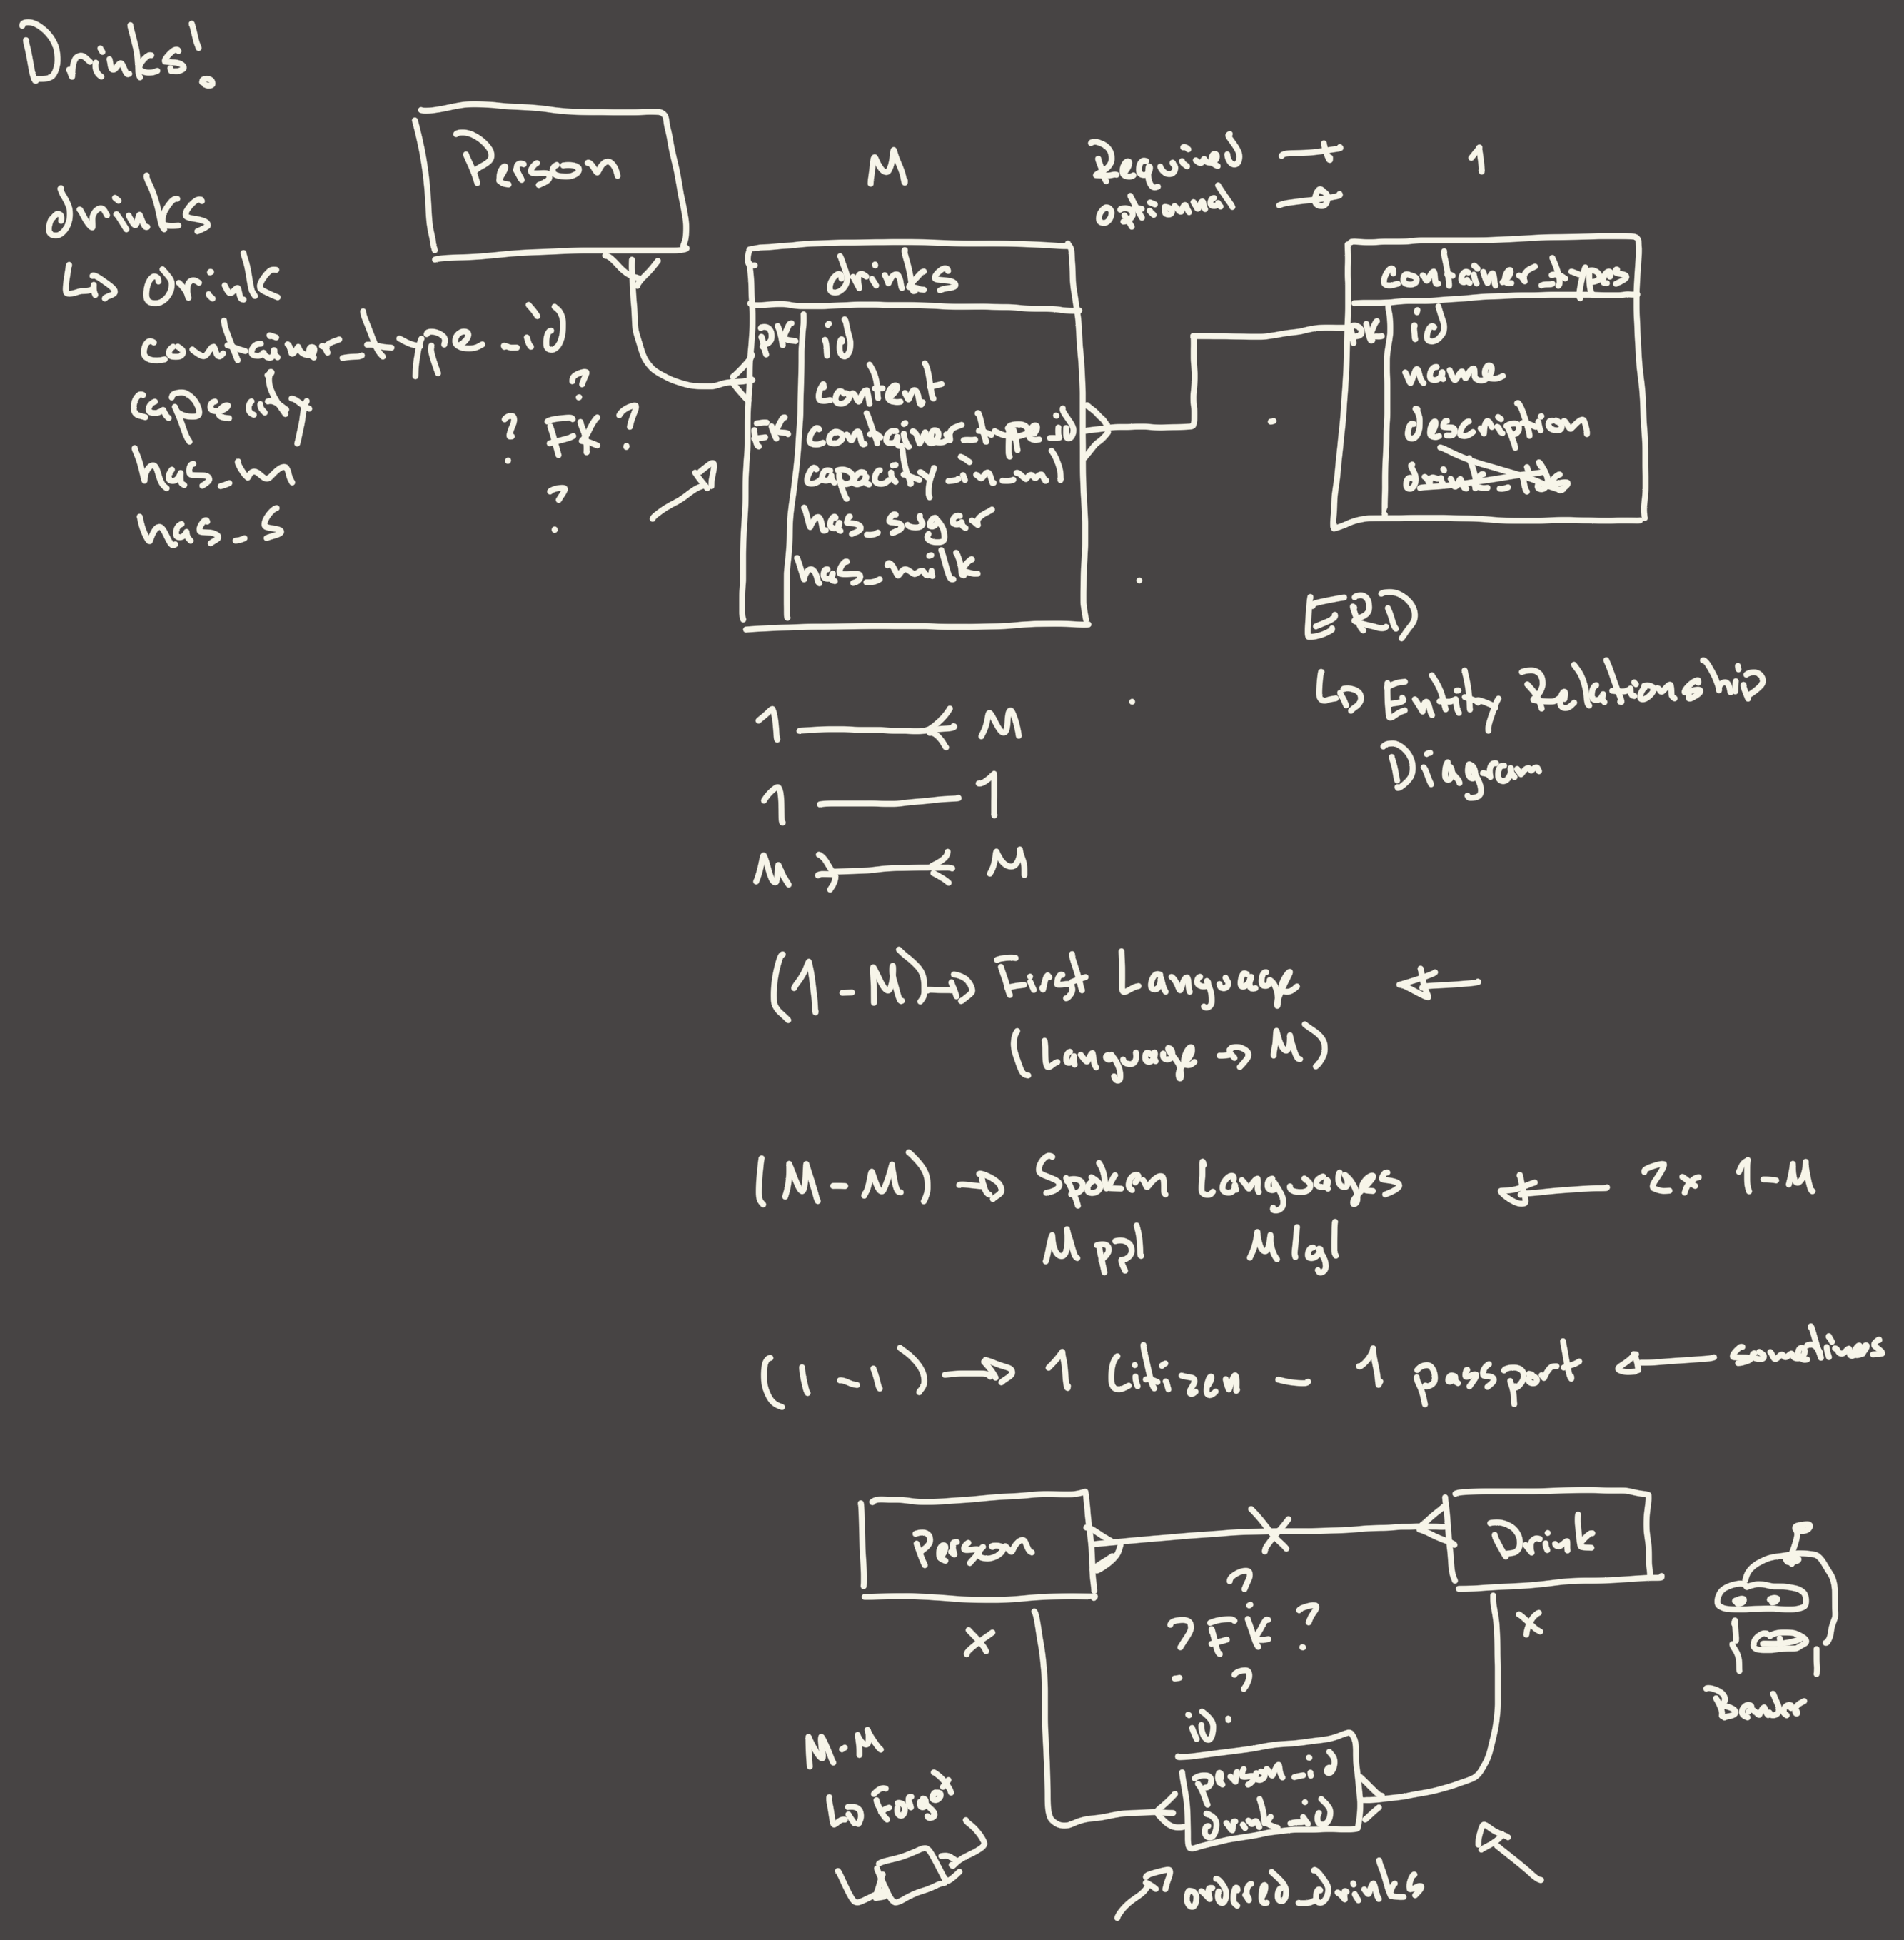 Drinks!
drinks
↳ Drink
container_type_id
capacity
has_m
has_s
Person
M
Required
optional
1
drinks
PK id
content
FK container_type_id
capacity_in_ml
has_sugar
has_milk
?
? FK ?
?
container_types
PK id
name
description
ERD
↳ Entity Relationship
Diagram
1 M
1 1
M M
(1-M) → First Language
(Language → M)
(M-M) → Spoken Languages ← 2x 1-M
M ppl M lgl
(1-1) → 1 Citizen - 1 passport ← sometimes
Person
Drink
?
? FK ?
?
id
person_id
drink_id
ordered_drinks
M-M
↳ forgot